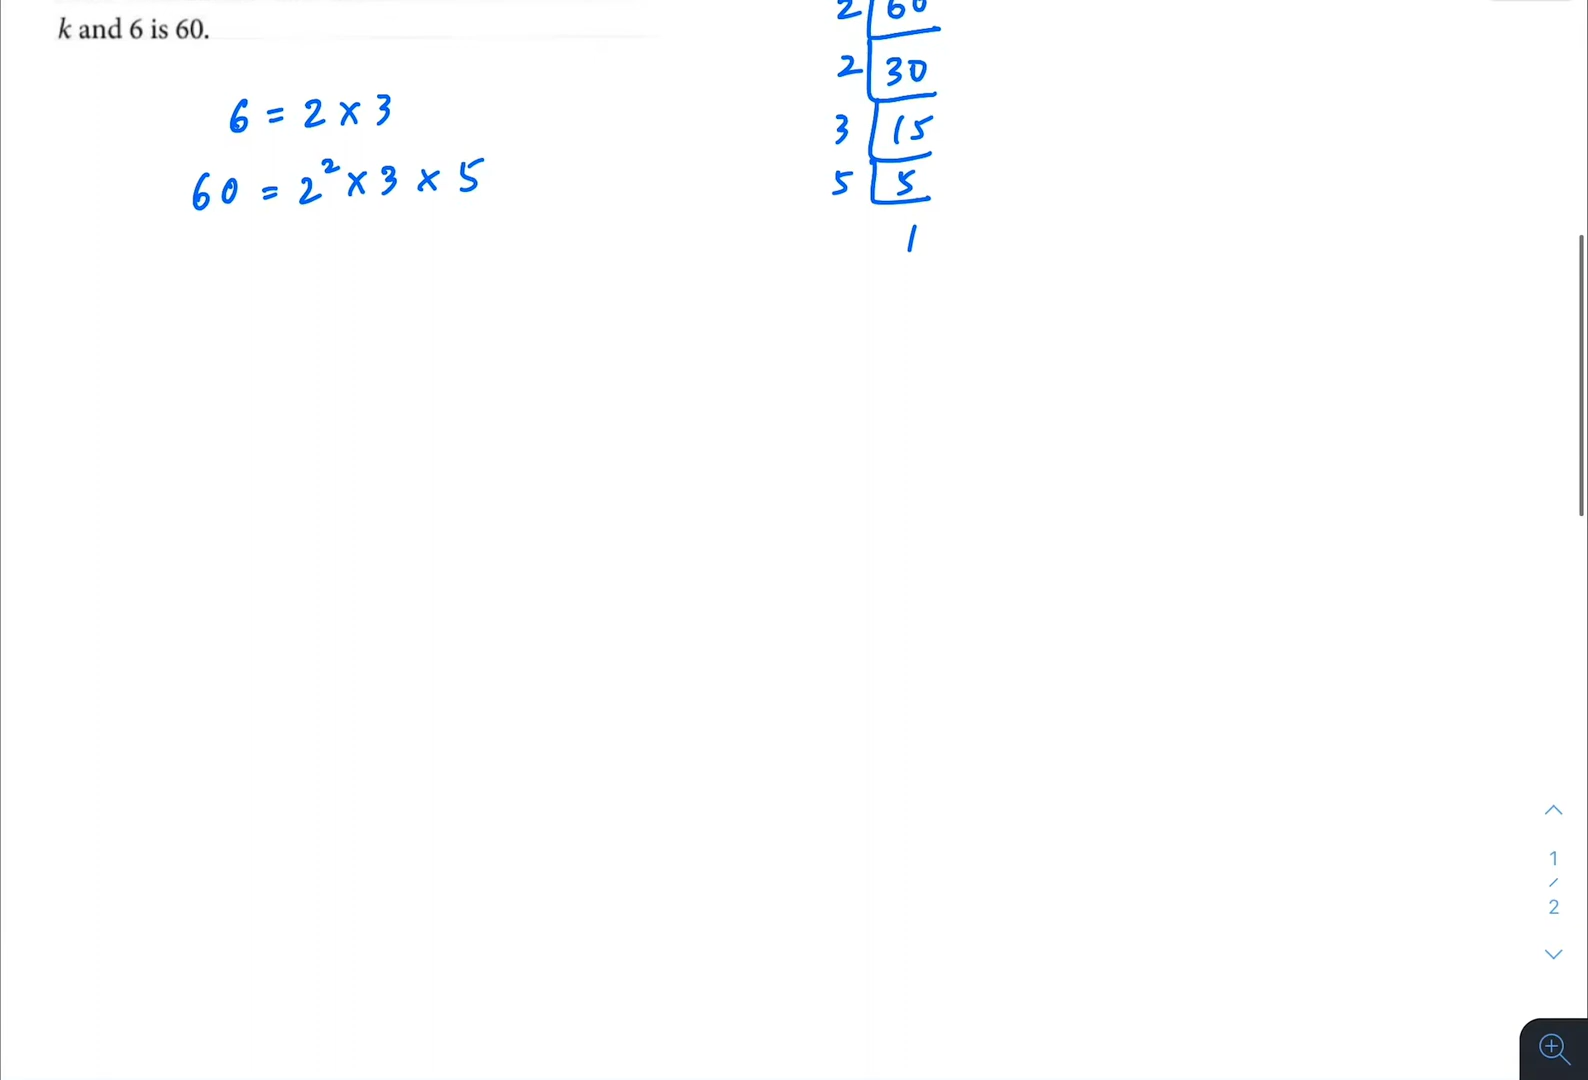 k and 6 is 60.
6 = 2 × 3
60 = 2² × 3 × 5
2 60
2 30
3 15
5 5
1
1
/
2